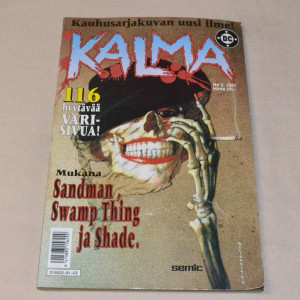 Kauhusarjakuvan uusi ilme!
DC
KALMA
116
hyytävää
VÄRI-
SIVUA!
Mukana
Sandman,
Swamp Thing
ja Shade.
semic